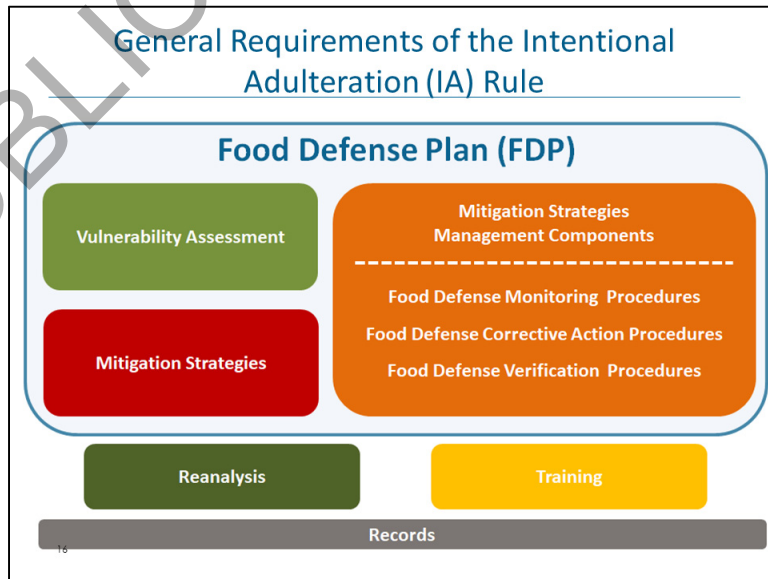 General Requirements of the Intentional
Adulteration (IA) Rule
Food Defense Plan (FDP)
Vulnerability Assessment
Mitigation Strategies
Mitigation Strategies
Management Components
Food Defense Monitoring Procedures
Food Defense Corrective Action Procedures
Food Defense Verification Procedures
Reanalysis
Training
Records
16